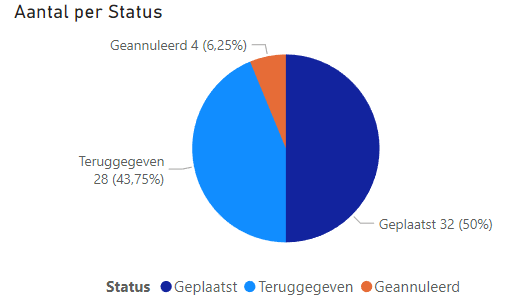 Aantal per Status
Geannuleerd 4 (6,25%)
Teruggegeven
28 (43,75%)
Geplaatst 32 (50%)
Status Geplaatst Teruggegeven Geannuleerd